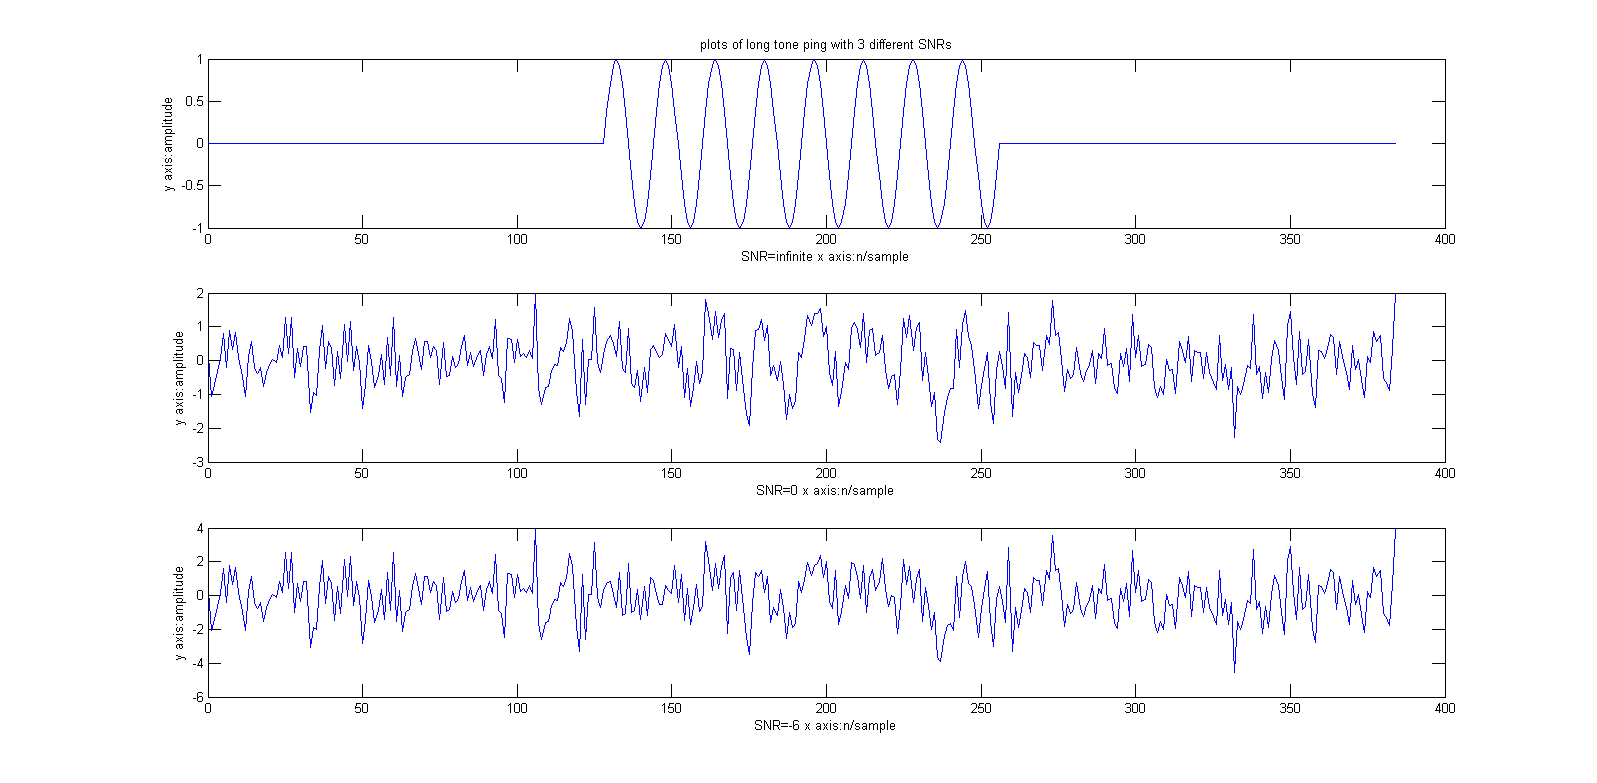 plots of long tone ping with 3 different SNRs
y axis:amplitude
1
0.5
0
-0.5
-1
0 50 100 150 200 250 300 350 400
SNR=infinite x axis:n/sample
y axis:amplitude
2
1
0
-1
-2
-3
0 50 100 150 200 250 300 350 400
SNR=0 x axis:n/sample
y axis:amplitude
4
2
0
-2
-4
-6
0 50 100 150 200 250 300 350 400
SNR=-6 x axis:n/sample